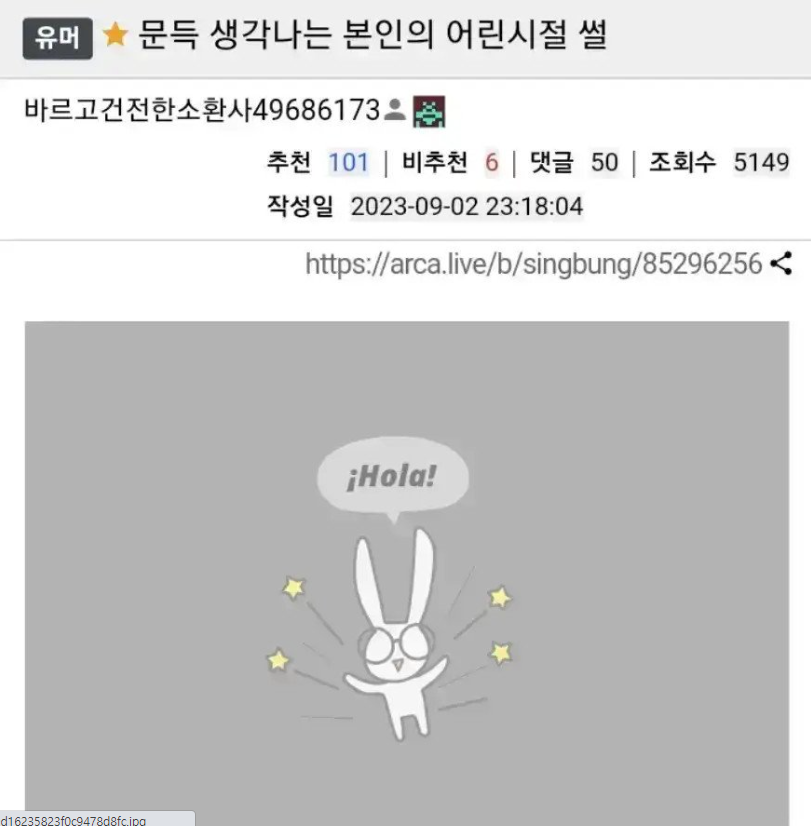 유머 ★ 문득 생각나는 본인의 어린시절 썰
바르고건전한소환사49686173
추천 101 | 비추천 6 | 댓글 50 | 조회수 5149
작성일 2023-09-02 23:18:04
https://arca.live/b/singbung/85296256
¡Hola!
d16235823f0c9478d8fc.jpg